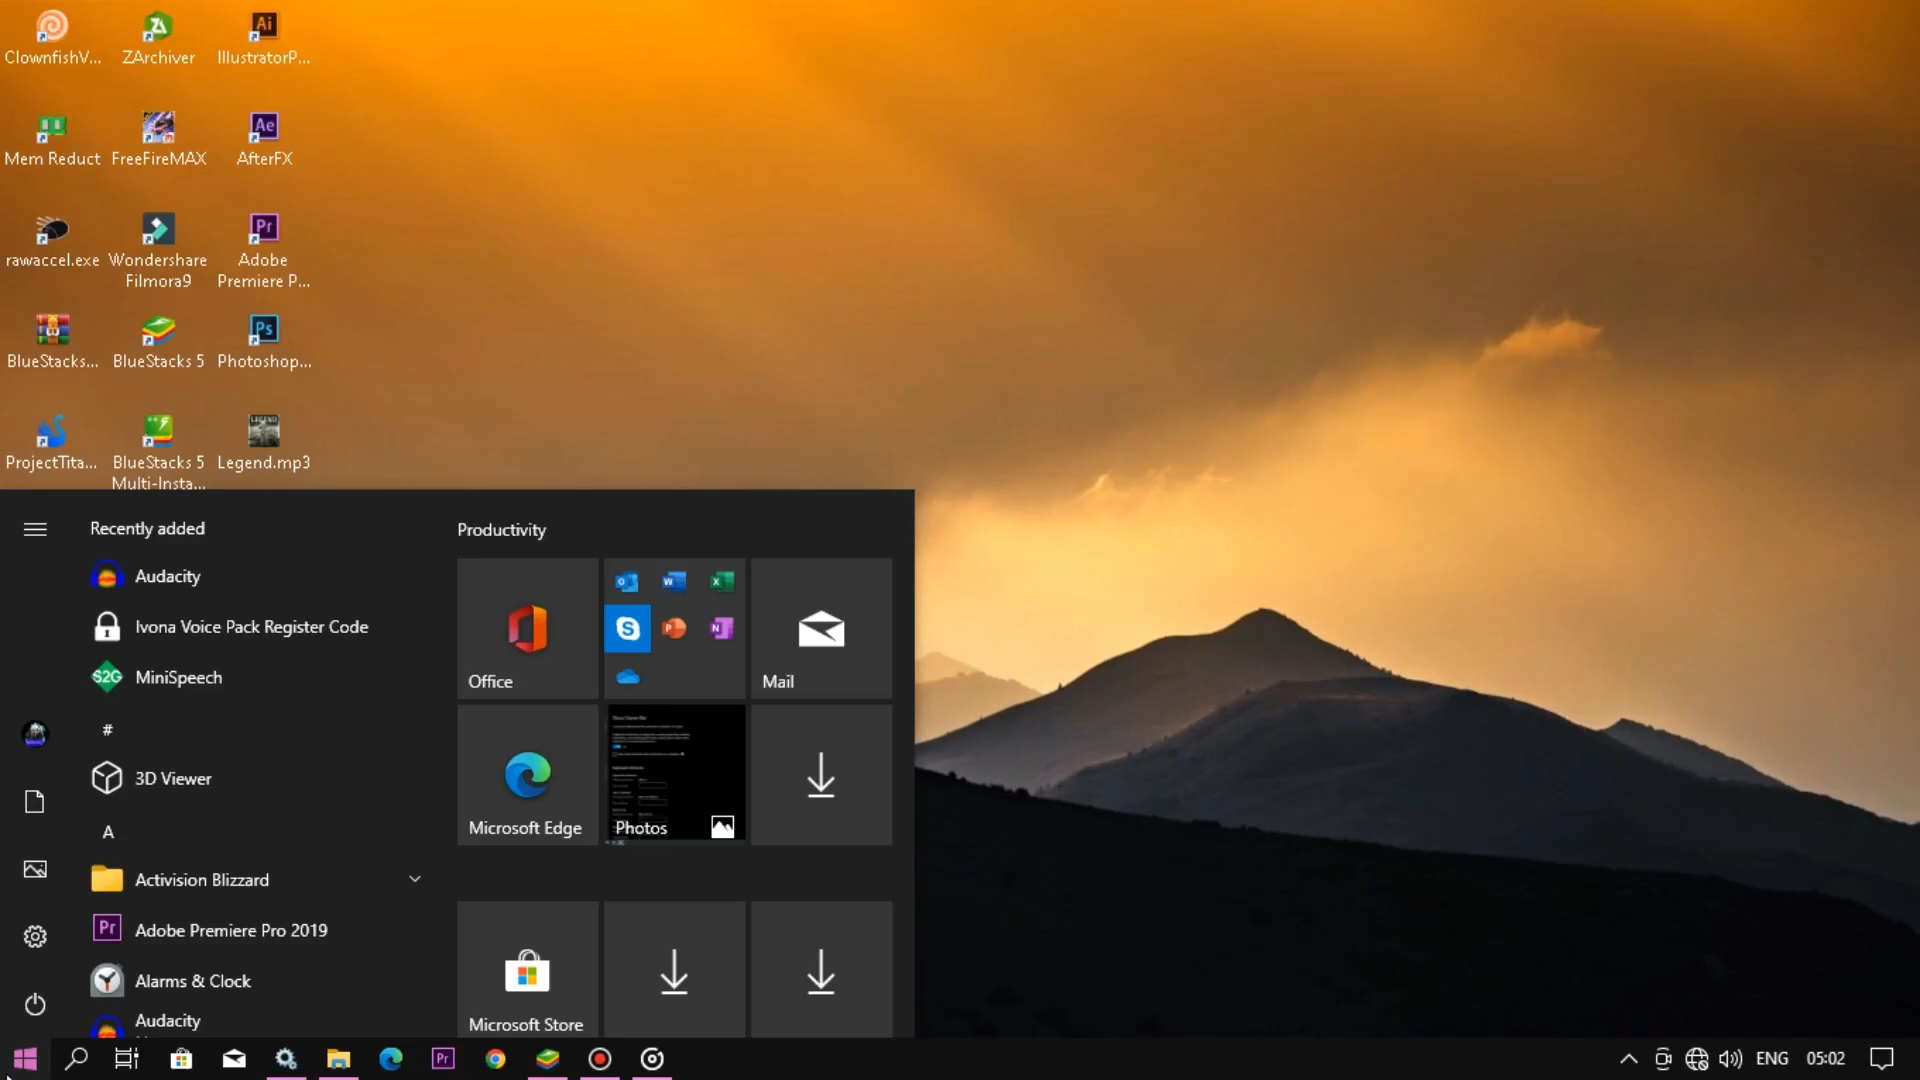 ClownfishV...
ZArchiver
IllustratorP...
Mem Reduct
FreeFireMAX
AfterFX
rawaccel.exe
Wondershare
Filmora9
Adobe
Premiere P...
BlueStacks...
BlueStacks 5
Photoshop...
ProjectTita...
BlueStacks 5
Multi-Insta...
Legend.mp3
Recently added
Audacity
Ivona Voice Pack Register Code
MiniSpeech
#
3D Viewer
A
Activision Blizzard
Adobe Premiere Pro 2019
Alarms & Clock
Audacity
Productivity
Office
Mail
Microsoft Edge
Photos
Microsoft Store
ENG
05:02